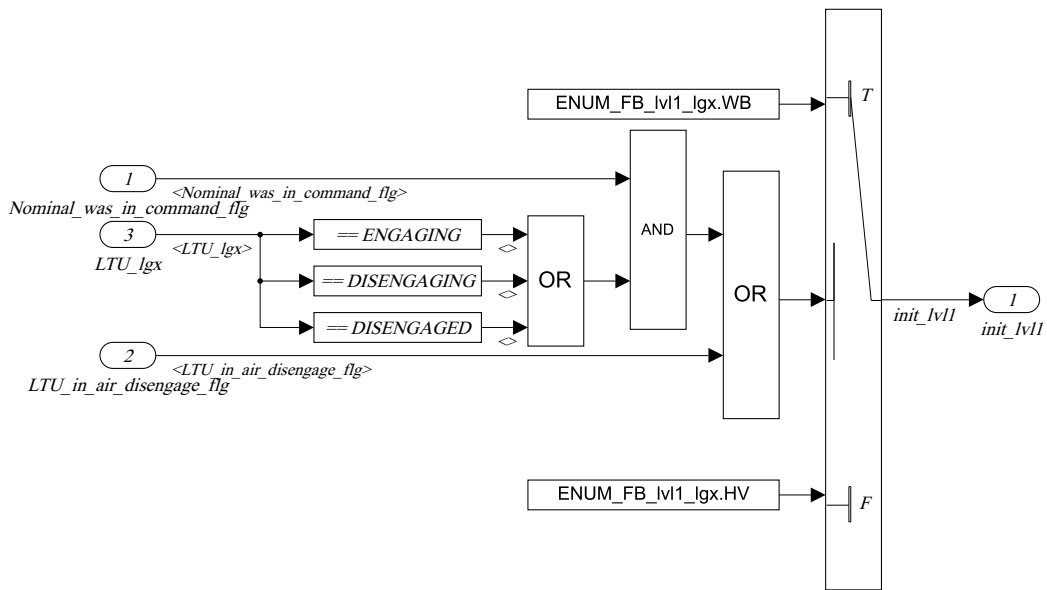 ENUM_FB_lvl1_lgx.WB
T
1
<Nominal_was_in_command_flg>
Nominal_was_in_command_flg
AND
3
<LTU_lgx>
LTU_lgx
== ENGAGING
<>
== DISENGAGING
<>
== DISENGAGED
<>
OR
OR
2
<LTU_in_air_disengage_flg>
LTU_in_air_disengage_flg
init_lvl1
1
init_lvl1
ENUM_FB_lvl1_lgx.HV
F